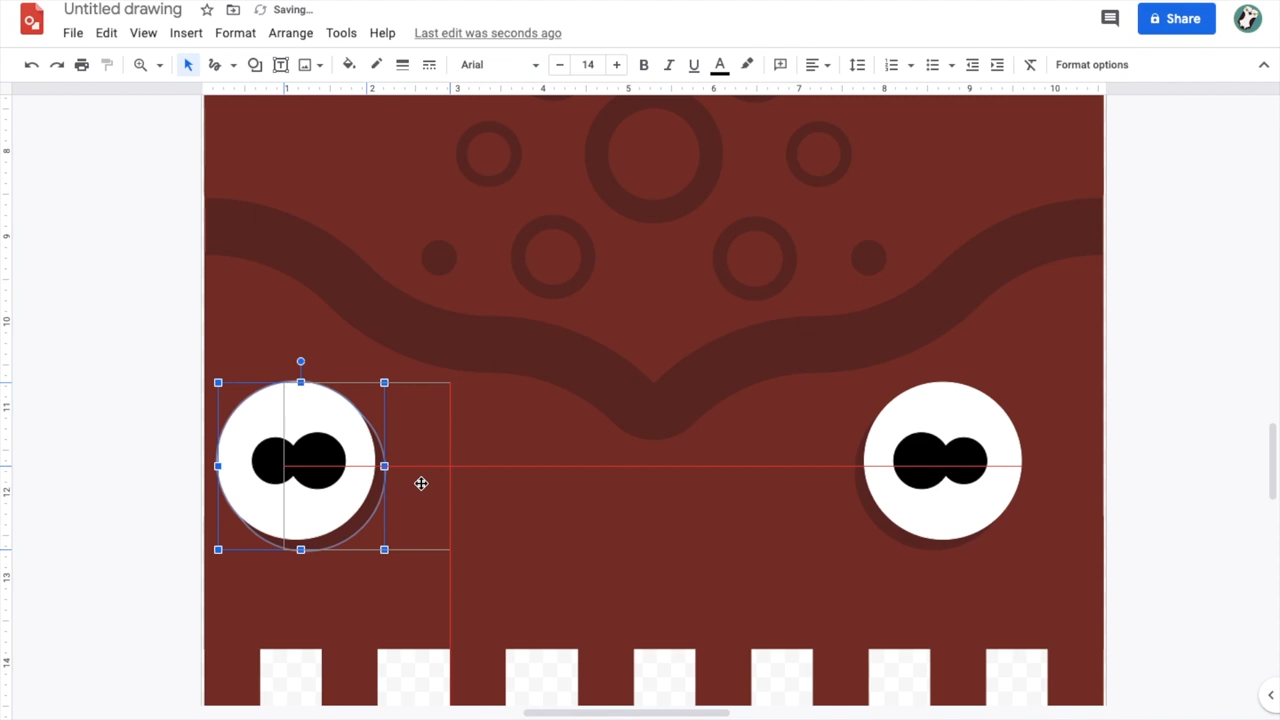 Untitled drawing Saving...
File Edit View Insert Format Arrange Tools Help Last edit was seconds ago
Share
Arial 14 B I U A Format options
1 2 3 4 5 6 7 8 9 10
8
9
10
11
12
13
14